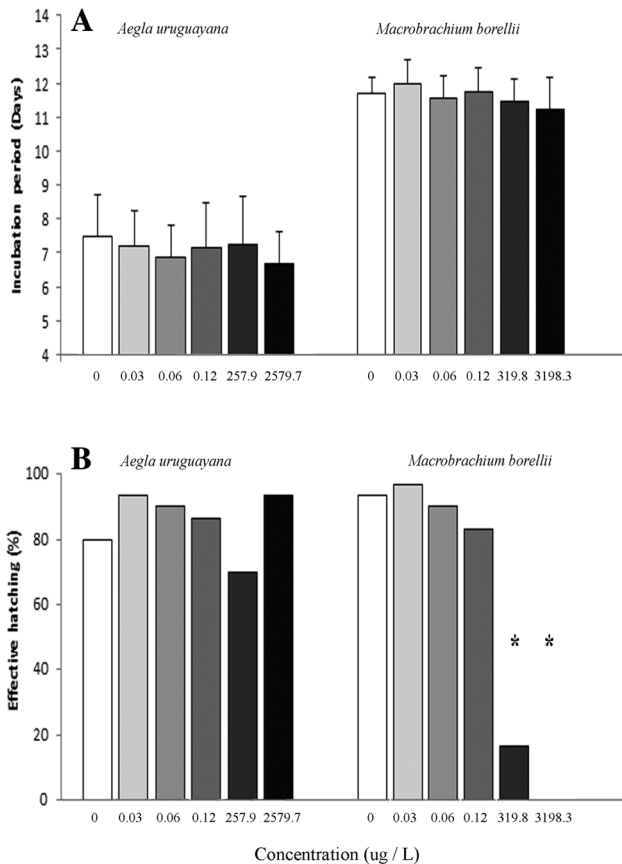 A
Aegla uruguayana
Macrobrachium borellii
Incubation period (Days)
14
13
12
11
10
9
8
7
6
5
4
0 0.03 0.06 0.12 257.9 2579.7 0 0.03 0.06 0.12 319.8 3198.3
B
Aegla uruguayana
Macrobrachium borellii
Effective hatching (%)
100
80
60
40
20
0
* *
0 0.03 0.06 0.12 257.9 2579.7 0 0.03 0.06 0.12 319.8 3198.3
Concentration (ug / L)